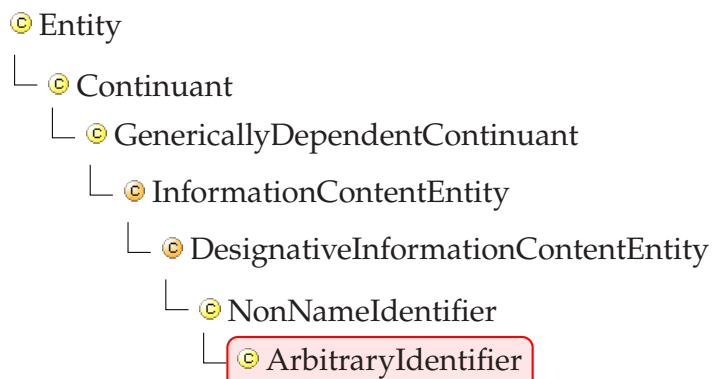 C Entity
C Continuant
C GenericallyDependentContinuant
C InformationContentEntity
C DesignativeInformationContentEntity
C NonNameIdentifier
C ArbitraryIdentifier